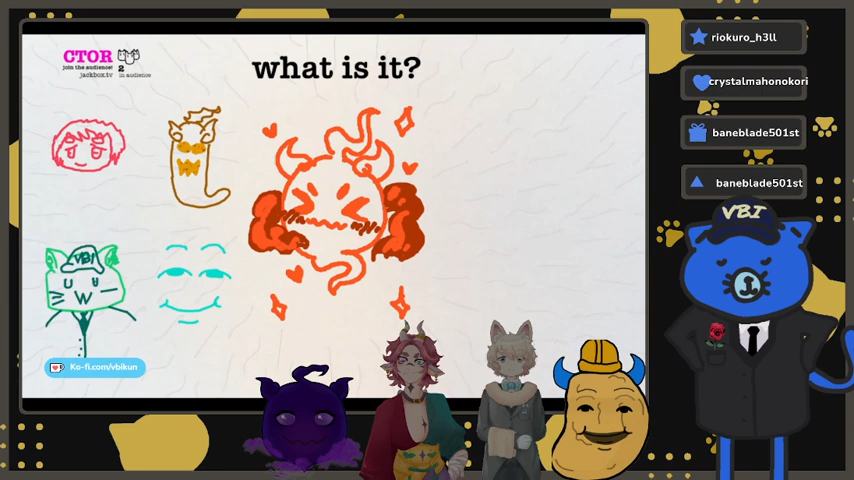 CTOR
join the audience!
jackbox.tv
2
in audience
what is it?
VBI
Ko-fi.com/vbikun
riokuro_h3ll
crystalmahonokori
baneblade501st
baneblade501st
VBI